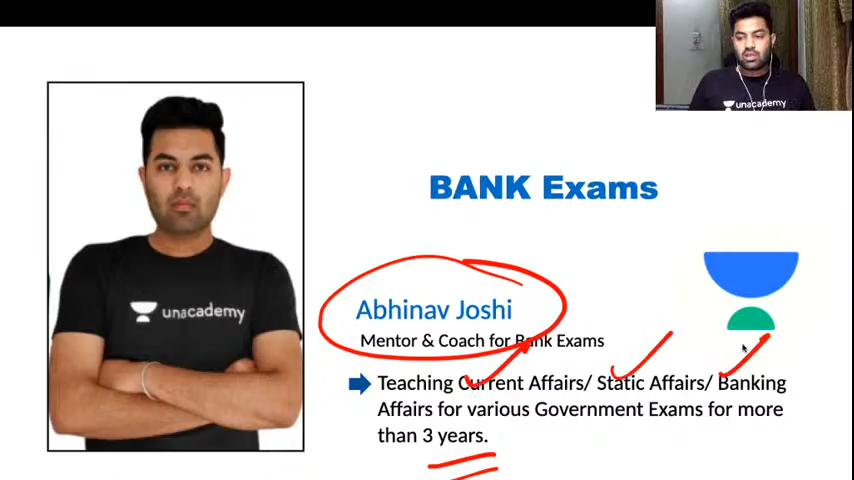 unacademy
BANK Exams
unacademy
Abhinav Joshi
Mentor & Coach for Bank Exams
Teaching Current Affairs/ Static Affairs/ Banking
Affairs for various Government Exams for more
than 3 years.